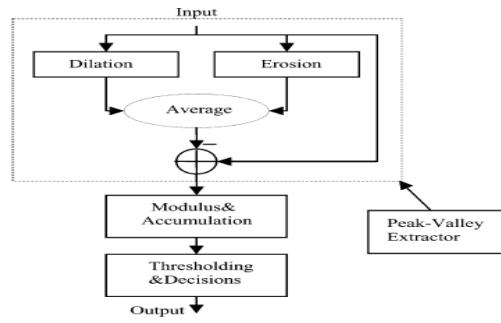 Input
Dilation
Erosion
Average
Modulus&
Accumulation
Peak-Valley
Extractor
Thresholding
&Decisions
Output